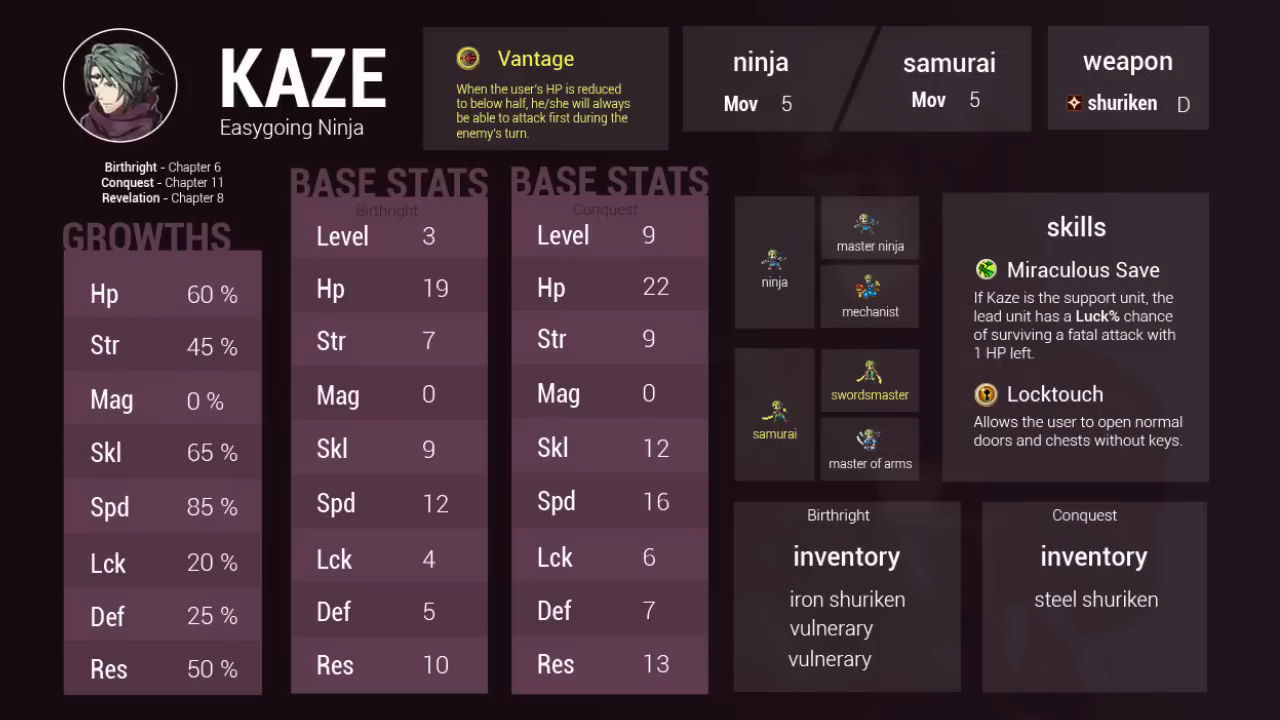 KAZE
Easygoing Ninja
Birthright - Chapter 6
Conquest - Chapter 11
Revelation - Chapter 8
Vantage
When the user's HP is reduced
to below half, he/she will always
be able to attack first during the
enemy's turn.
ninja
Mov 5
samurai
Mov 5
weapon
shuriken D
GROWTHS
Hp 60 %
Str 45 %
Mag 0 %
Skl 65 %
Spd 85 %
Lck 20 %
Def 25 %
Res 50 %
BASE STATS
Birthright
Level 3
Hp 19
Str 7
Mag 0
Skl 9
Spd 12
Lck 4
Def 5
Res 10
BASE STATS
Conquest
Level 9
Hp 22
Str 9
Mag 0
Skl 12
Spd 16
Lck 6
Def 7
Res 13
ninja
master ninja
mechanist
samurai
swordsmaster
master of arms
skills
Miraculous Save
If Kaze is the support unit, the
lead unit has a Luck% chance
of surviving a fatal attack with
1 HP left.
Locktouch
Allows the user to open normal
doors and chests without keys.
Birthright
inventory
iron shuriken
vulnerary
vulnerary
Conquest
inventory
steel shuriken